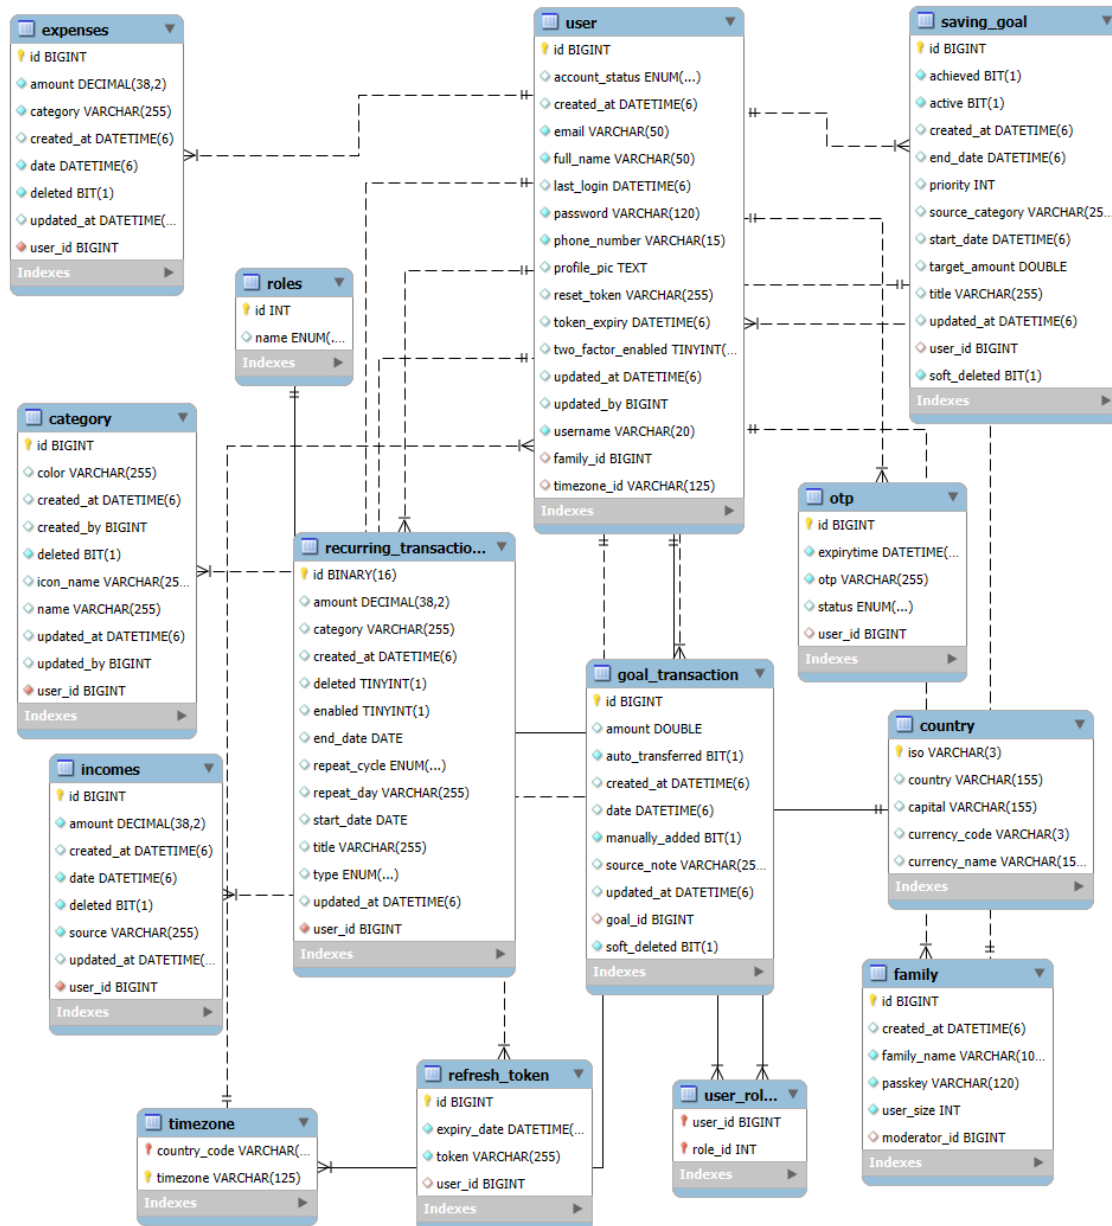 expenses
id BIGINT
amount DECIMAL(38,2)
category VARCHAR(255)
created_at DATETIME(6)
date DATETIME(6)
deleted BIT(1)
updated_at DATETIME(...
user_id BIGINT
Indexes
user
id BIGINT
account_status ENUM(...)
created_at DATETIME(6)
email VARCHAR(50)
full_name VARCHAR(50)
last_login DATETIME(6)
password VARCHAR(120)
phone_number VARCHAR(15)
profile_pic TEXT
reset_token VARCHAR(255)
token_expiry DATETIME(6)
two_factor_enabled TINYINT(...
updated_at DATETIME(6)
updated_by BIGINT
username VARCHAR(20)
family_id BIGINT
timezone_id VARCHAR(125)
Indexes
saving_goal
id BIGINT
achieved BIT(1)
active BIT(1)
created_at DATETIME(6)
end_date DATETIME(6)
priority INT
source_category VARCHAR(25...
start_date DATETIME(6)
target_amount DOUBLE
title VARCHAR(255)
updated_at DATETIME(6)
user_id BIGINT
soft_deleted BIT(1)
Indexes
roles
id INT
name ENUM(....
Indexes
category
id BIGINT
color VARCHAR(255)
created_at DATETIME(6)
created_by BIGINT
deleted BIT(1)
icon_name VARCHAR(25...
name VARCHAR(255)
updated_at DATETIME(6)
updated_by BIGINT
user_id BIGINT
Indexes
recurring_transactio...
id BINARY(16)
amount DECIMAL(38,2)
category VARCHAR(255)
created_at DATETIME(6)
deleted TINYINT(1)
enabled TINYINT(1)
end_date DATE
repeat_cycle ENUM(...)
repeat_day VARCHAR(255)
start_date DATE
title VARCHAR(255)
type ENUM(...)
updated_at DATETIME(6)
user_id BIGINT
Indexes
otp
id BIGINT
expirytime DATETIME(...
otp VARCHAR(255)
status ENUM(...)
user_id BIGINT
Indexes
goal_transaction
id BIGINT
amount DOUBLE
auto_transferred BIT(1)
created_at DATETIME(6)
date DATETIME(6)
manually_added BIT(1)
source_note VARCHAR(25...
updated_at DATETIME(6)
goal_id BIGINT
soft_deleted BIT(1)
Indexes
country
iso VARCHAR(3)
country VARCHAR(155)
capital VARCHAR(155)
currency_code VARCHAR(3)
currency_name VARCHAR(15...
Indexes
incomes
id BIGINT
amount DECIMAL(38,2)
created_at DATETIME(6)
date DATETIME(6)
deleted BIT(1)
source VARCHAR(255)
updated_at DATETIME(...
user_id BIGINT
Indexes
family
id BIGINT
created_at DATETIME(6)
family_name VARCHAR(10...
passkey VARCHAR(120)
user_size INT
moderator_id BIGINT
Indexes
refresh_token
id BIGINT
expiry_date DATETIME(...
token VARCHAR(255)
user_id BIGINT
Indexes
user_rol...
user_id BIGINT
role_id INT
Indexes
timezone
country_code VARCHAR(...
timezone VARCHAR(125)
Indexes